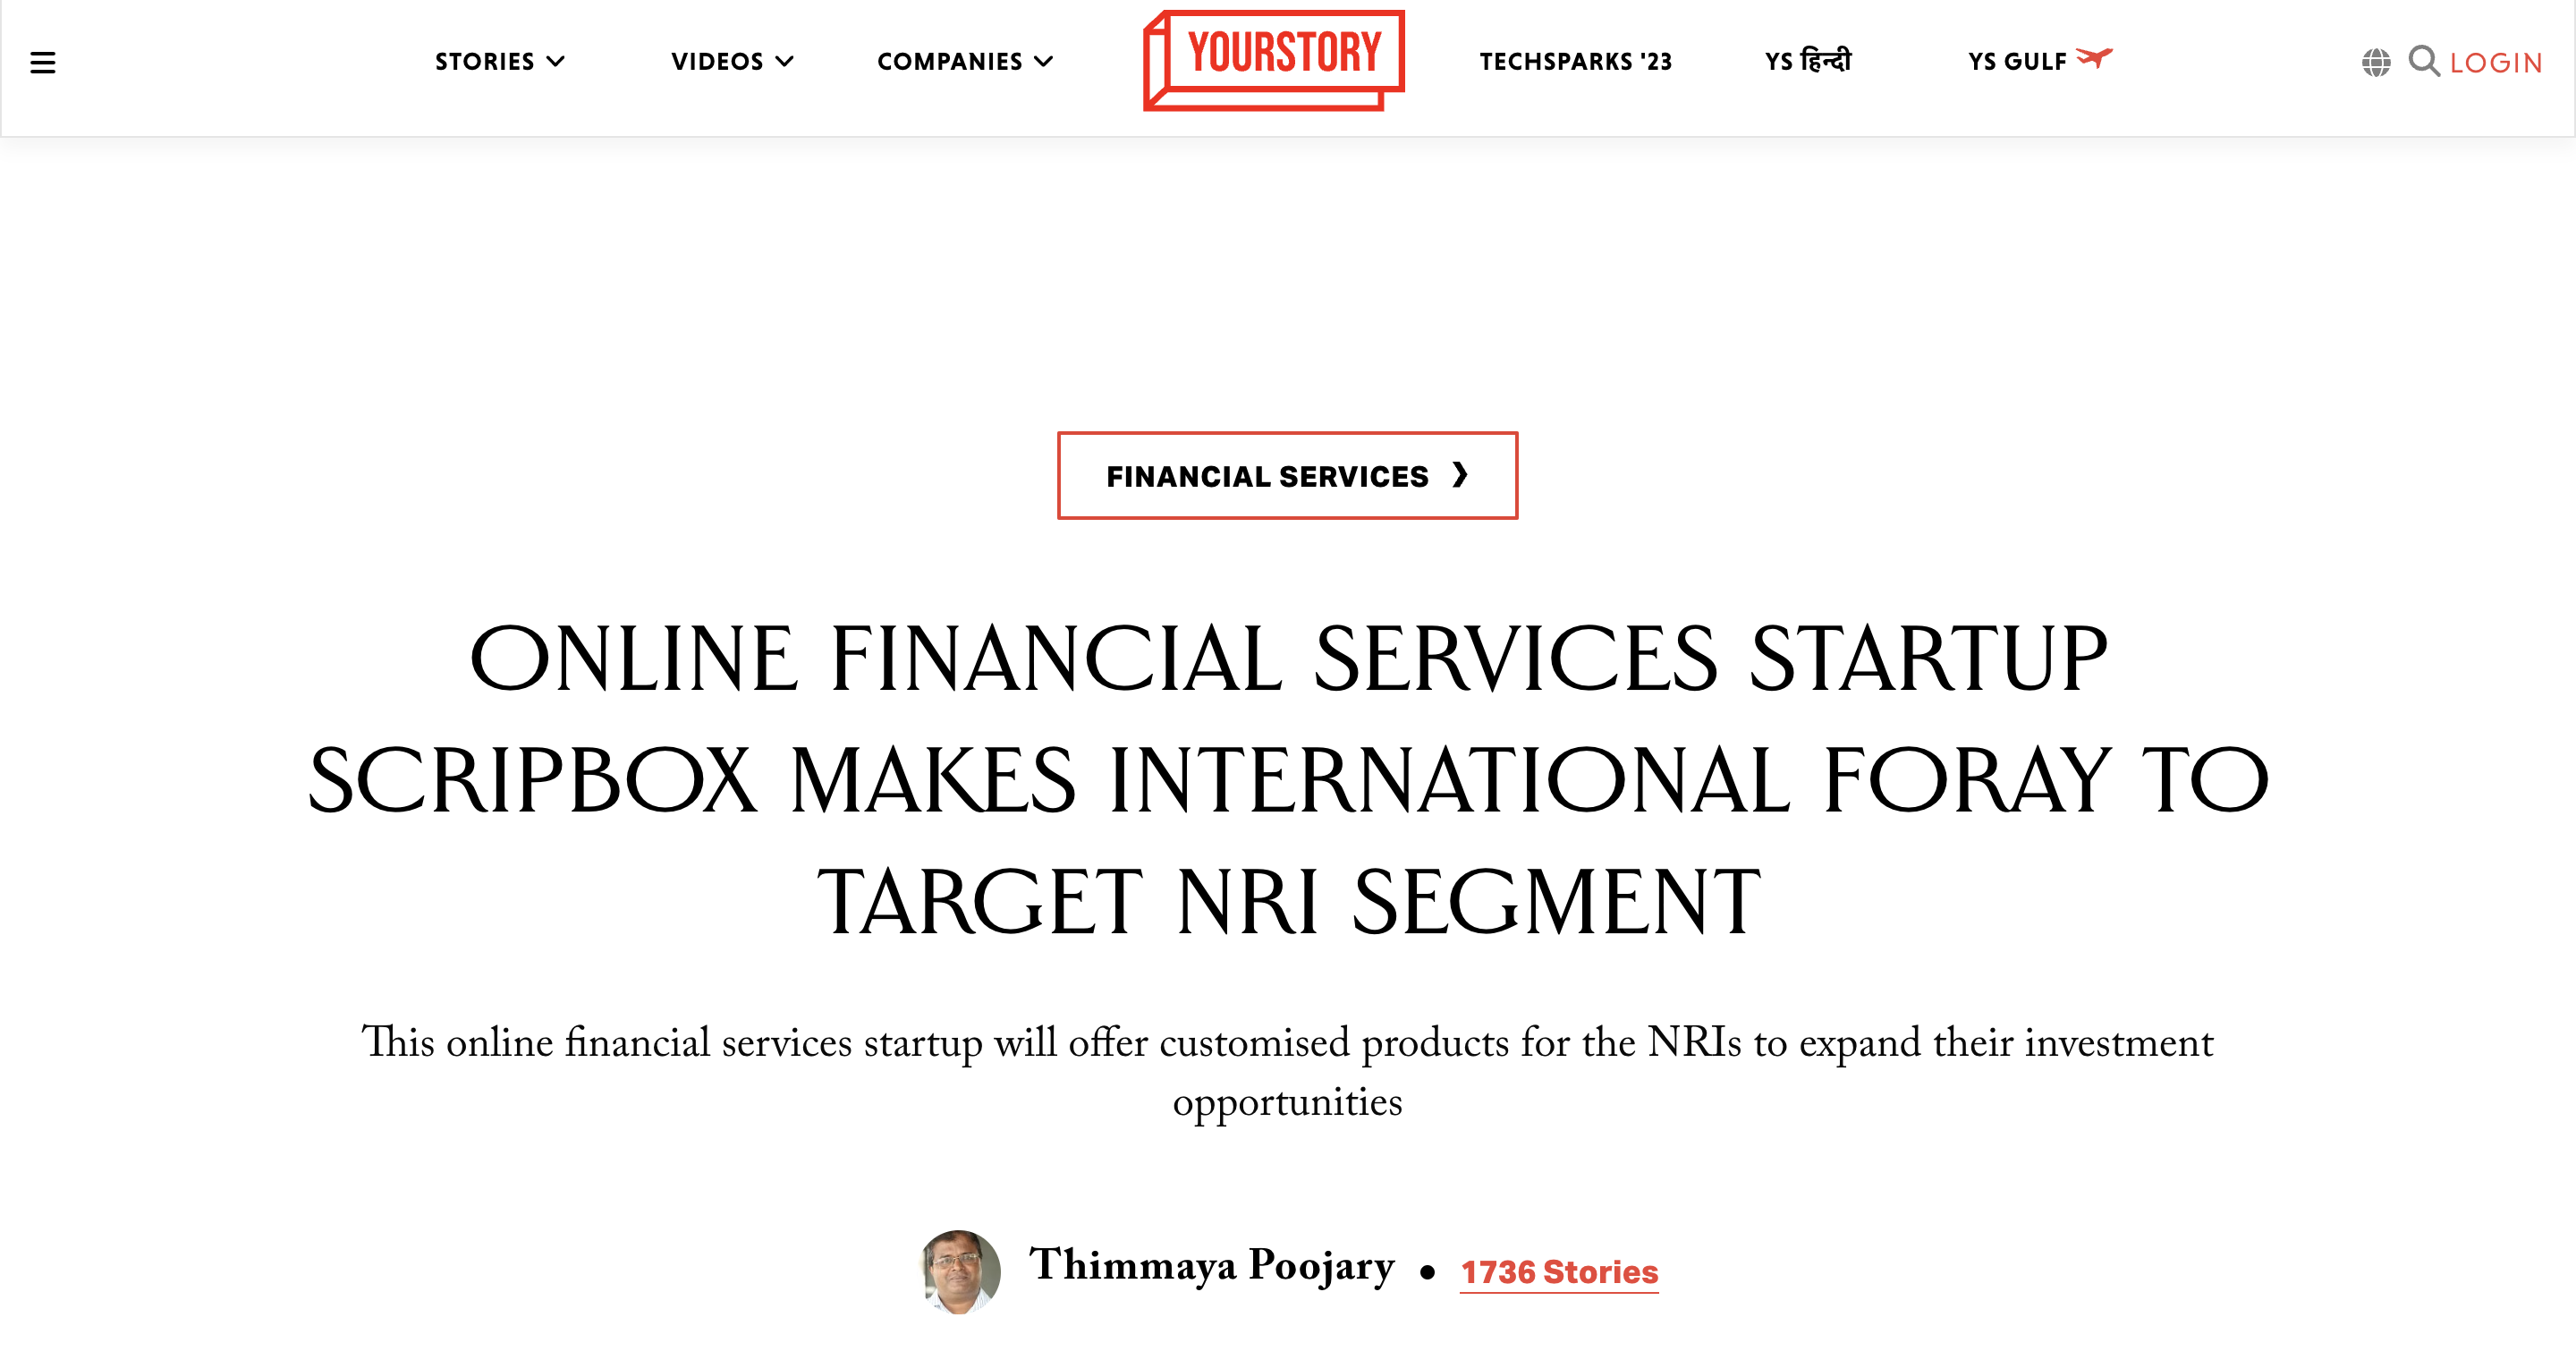 STORIES VIDEOS COMPANIES YOURSTORY TECHSPARKS '23 YS हिन्दी YS GULF LOGIN
FINANCIAL SERVICES ❯
ONLINE FINANCIAL SERVICES STARTUP
SCRIPBOX MAKES INTERNATIONAL FORAY TO
TARGET NRI SEGMENT
This online financial services startup will offer customised products for the NRIs to expand their investment
opportunities
Thimmaya Poojary • 1736 Stories